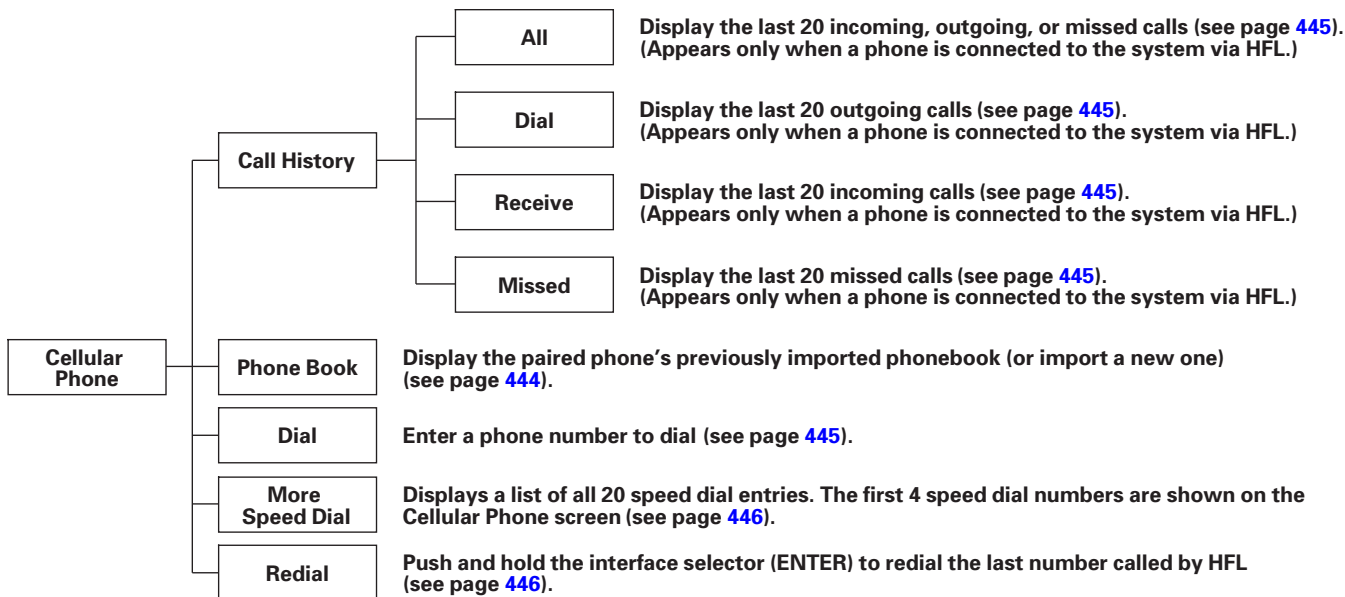 All
Display the last 20 incoming, outgoing, or missed calls (see page 445).
(Appears only when a phone is connected to the system via HFL.)
Dial
Display the last 20 outgoing calls (see page 445).
(Appears only when a phone is connected to the system via HFL.)
Call History
Receive
Display the last 20 incoming calls (see page 445).
(Appears only when a phone is connected to the system via HFL.)
Missed
Display the last 20 missed calls (see page 445).
(Appears only when a phone is connected to the system via HFL.)
Cellular
Phone
Phone Book
Display the paired phone's previously imported phonebook (or import a new one)
(see page 444).
Dial
Enter a phone number to dial (see page 445).
More
Speed Dial
Displays a list of all 20 speed dial entries. The first 4 speed dial numbers are shown on the
Cellular Phone screen (see page 446).
Redial
Push and hold the interface selector (ENTER) to redial the last number called by HFL
(see page 446).